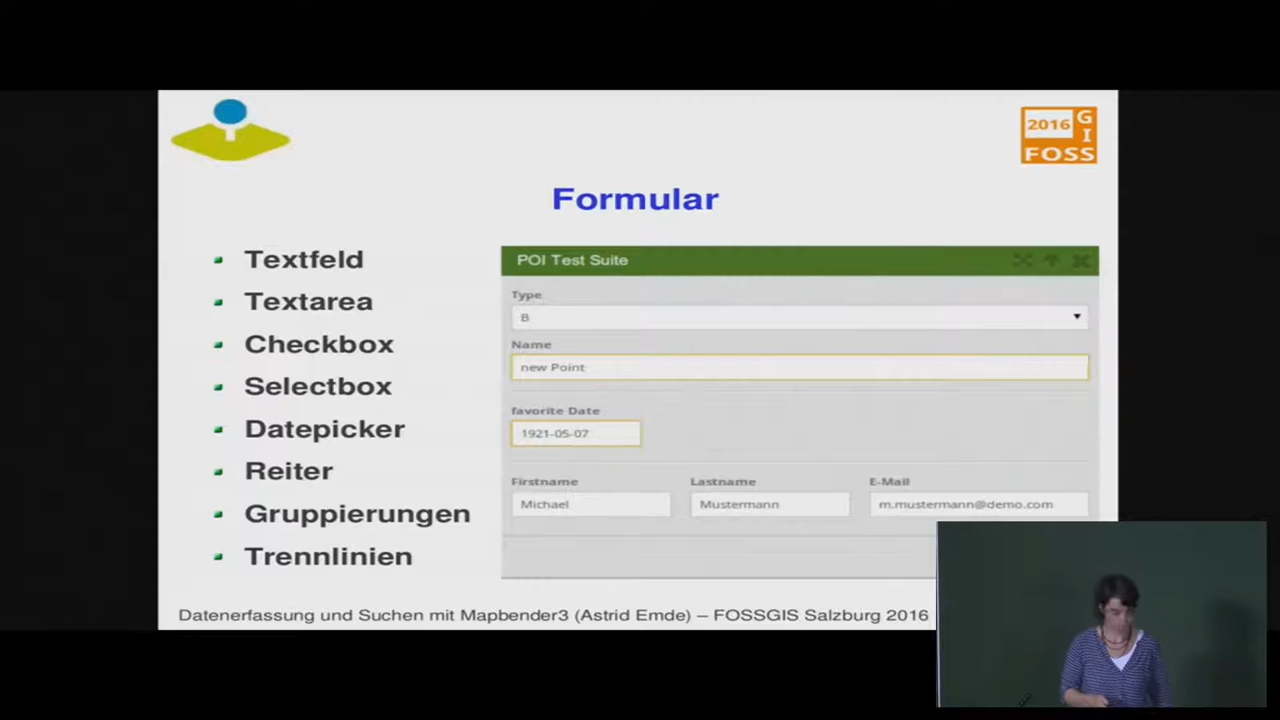 2016 G
I
FOSS
Formular
Textfeld
Textarea
Checkbox
Selectbox
Datepicker
Reiter
Gruppierungen
Trennlinien
POI Test Suite
Type
B
Name
new Point
favorite Date
1921-05-07
Firstname Lastname E-Mail
Michael Mustermann m.mustermann@demo.com
Datenerfassung und Suchen mit Mapbender3 (Astrid Emde) – FOSSGIS Salzburg 2016